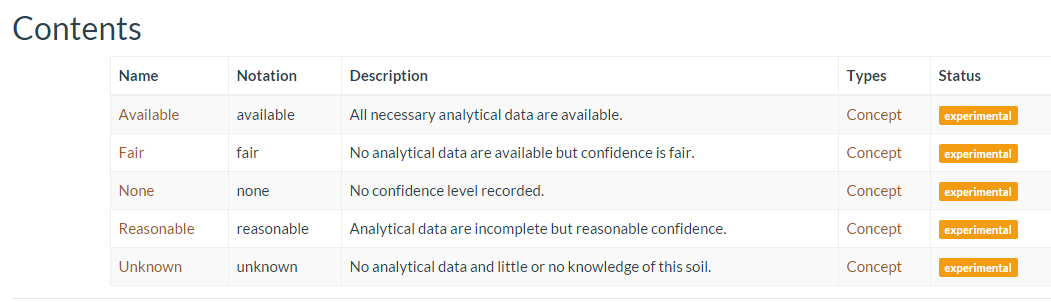 Contents
Name Notation Description Types Status
Available available All necessary analytical data are available. Concept experimental
Fair fair No analytical data are available but confidence is fair. Concept experimental
None none No confidence level recorded. Concept experimental
Reasonable reasonable Analytical data are incomplete but reasonable confidence. Concept experimental
Unknown unknown No analytical data and little or no knowledge of this soil. Concept experimental